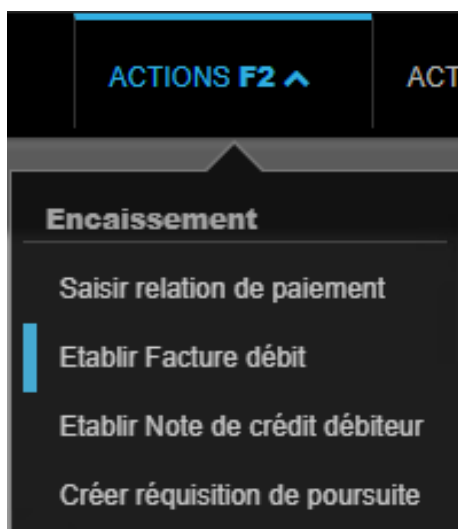 ACTIONS F2 ACT
Encaissement
Saisir relation de paiement
Etablir Facture débit
Etablir Note de crédit débiteur
Créer réquisition de poursuite